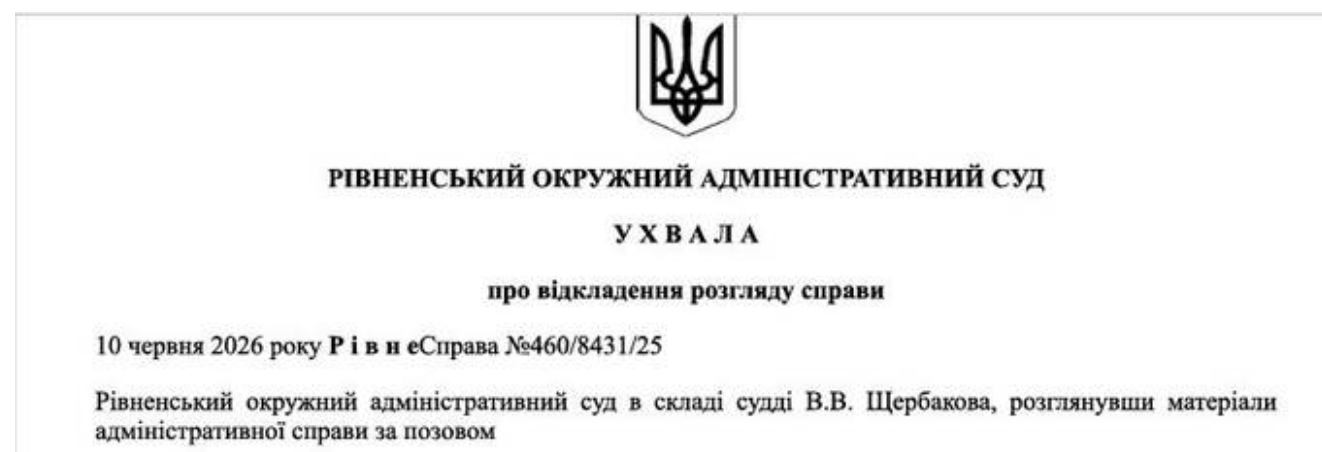 РІВНЕНСЬКИЙ ОКРУЖНИЙ АДМІНІСТРАТИВНИЙ СУД
У Х В А Л А
про відкладення розгляду справи
10 червня 2026 року Р і в н еСправа №460/8431/25
Рівненський окружний адміністративний суд в складі судді В.В. Щербакова, розглянувши матеріали
адміністративної справи за позовом